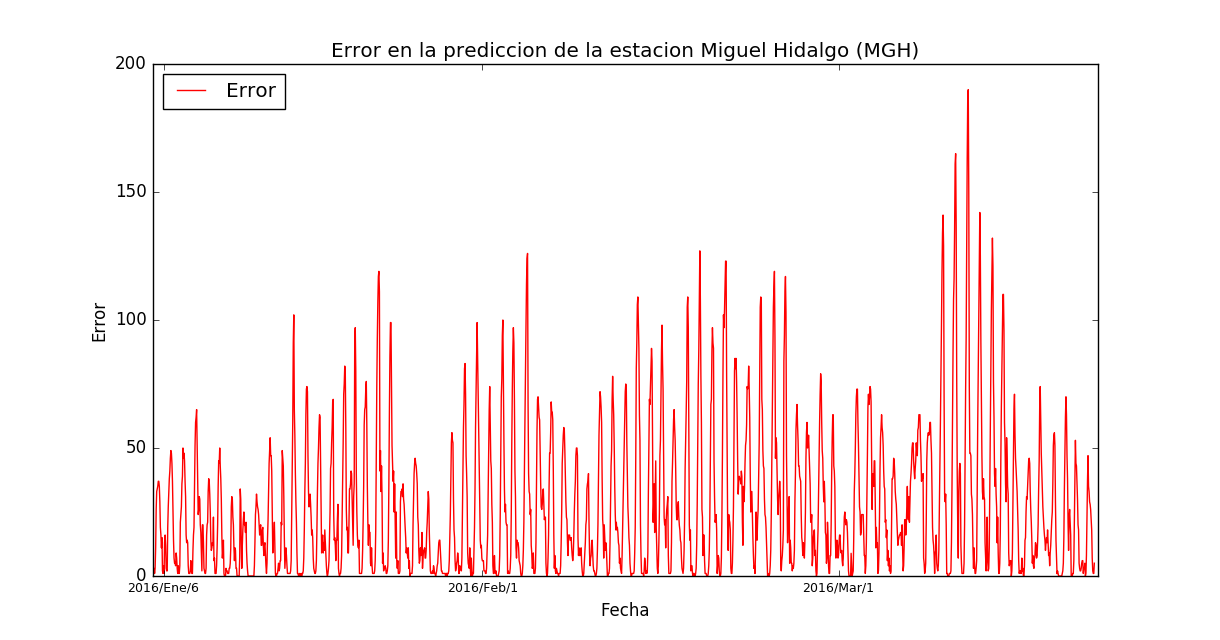 Error en la prediccion de la estacion Miguel Hidalgo (MGH)
200
Error
150
100
Error
50
0
2016/Ene/6
2016/Feb/1
2016/Mar/1
Fecha